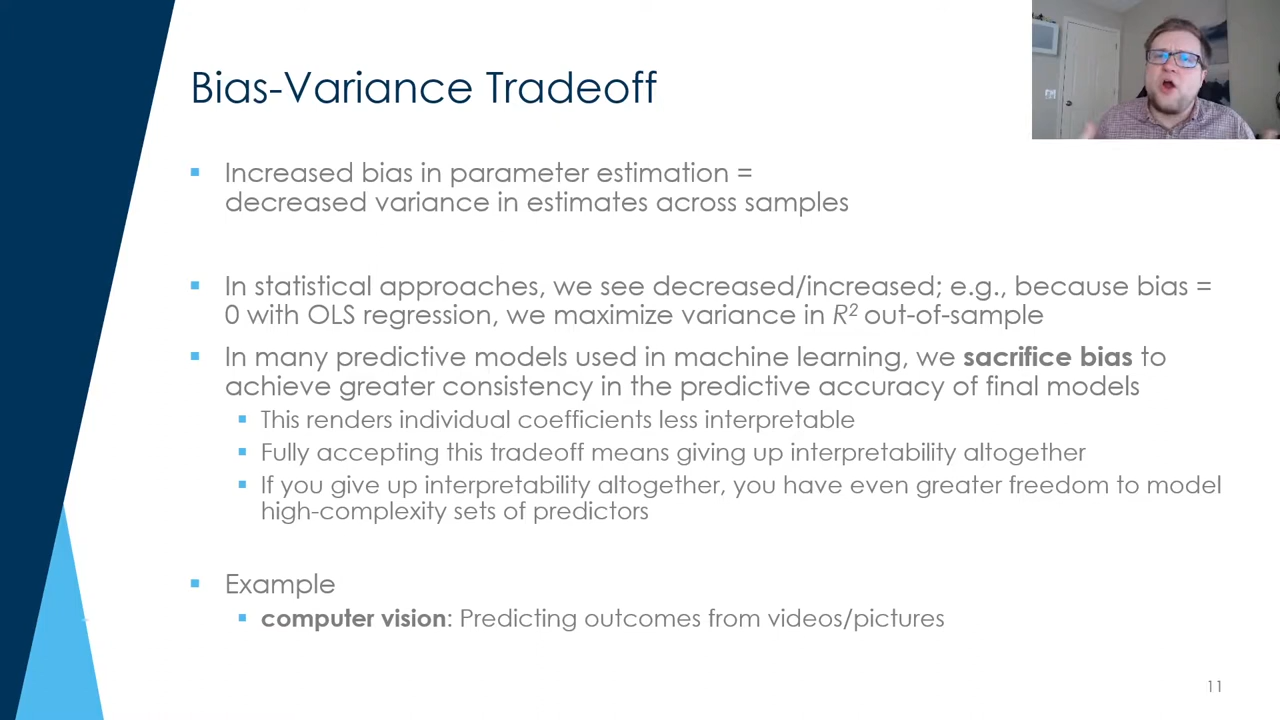 Bias-Variance Tradeoff
Increased bias in parameter estimation =
decreased variance in estimates across samples
In statistical approaches, we see decreased/increased; e.g., because bias =
0 with OLS regression, we maximize variance in R² out-of-sample
In many predictive models used in machine learning, we sacrifice bias to
achieve greater consistency in the predictive accuracy of final models
This renders individual coefficients less interpretable
Fully accepting this tradeoff means giving up interpretability altogether
If you give up interpretability altogether, you have even greater freedom to model
high-complexity sets of predictors
Example
computer vision: Predicting outcomes from videos/pictures
11